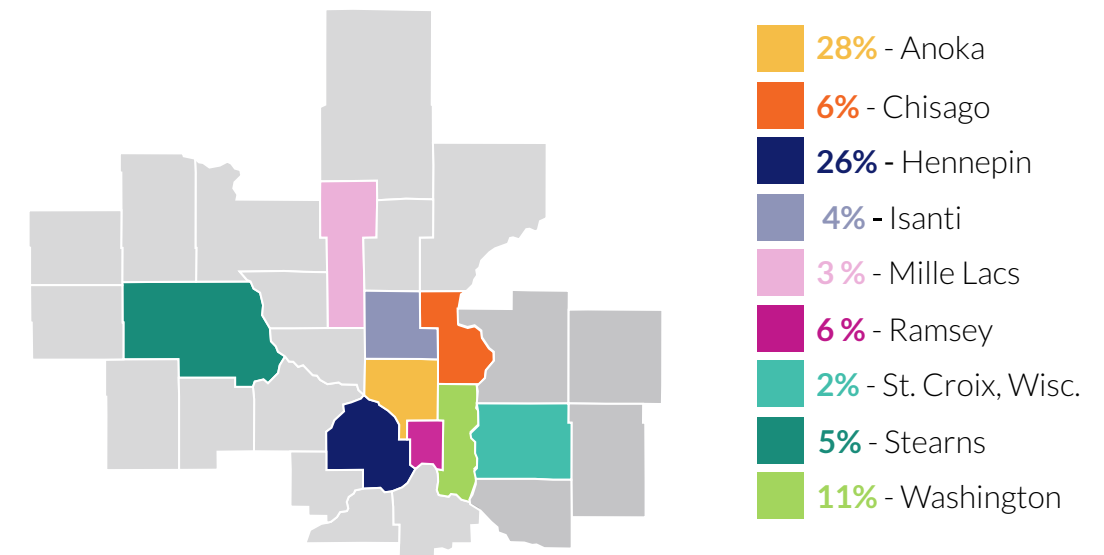 28% - Anoka
6% - Chisago
26% - Hennepin
4% - Isanti
3 % - Mille Lacs
6 % - Ramsey
2% - St. Croix, Wisc.
5% - Stearns
11% - Washington